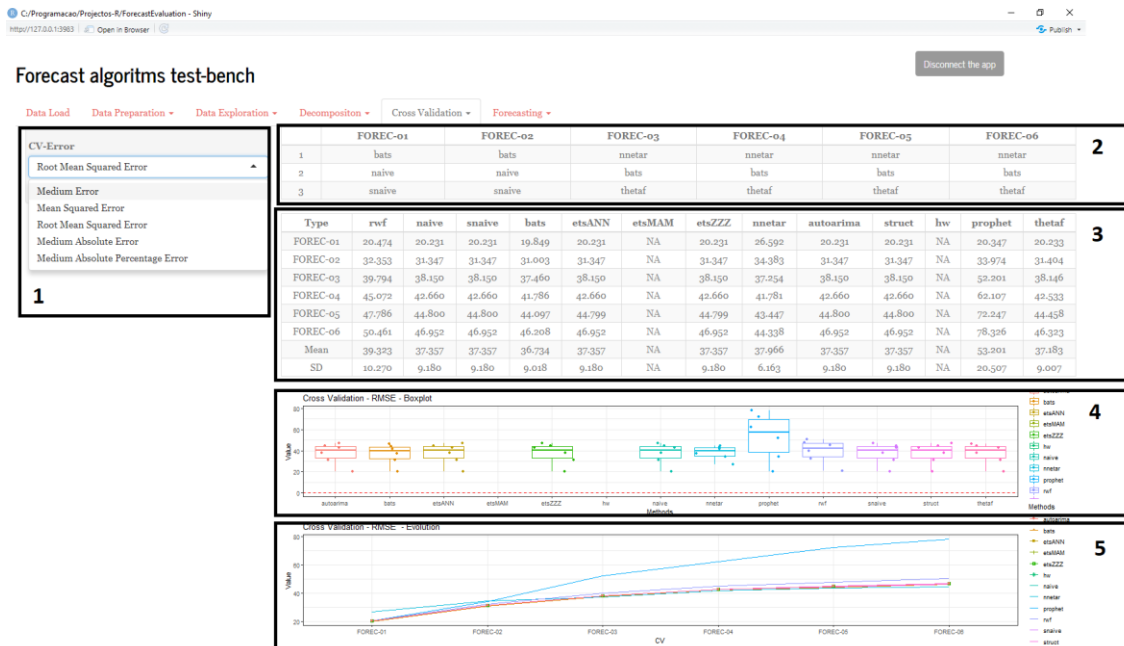 C:/Programacao/Projectos-R/ForecastEvaluation - Shiny
http://127.0.0.1:3983 Open in Browser Publish
Forecast algoritms test-bench
Disconnect the app
Data Load Data Preparation Data Exploration Decompositon Cross Validation Forecasting
CV-Error
Root Mean Squared Error
Medium Error
Mean Squared Error
Root Mean Squared Error
Medium Absolute Error
Medium Absolute Percentage Error
1
FOREC-01 FOREC-02 FOREC-03 FOREC-04 FOREC-05 FOREC-06
1 bats bats nnetar nnetar nnetar nnetar
2 naive naive bats bats bats bats
3 snaive snaive thetaf thetaf thetaf thetaf
2
Type rwf naive snaive bats etsANN etsMAM etsZZZ nnetar autoarima struct hw prophet thetaf
FOREC-01 20.474 20.231 20.231 19.849 20.231 NA 20.231 26.592 20.231 20.231 NA 20.347 20.233
FOREC-02 32.353 31.347 31.347 31.003 31.347 NA 31.347 34.383 31.347 31.347 NA 33.974 31.404
FOREC-03 39.794 38.150 38.150 37.460 38.150 NA 38.150 37.254 38.150 38.150 NA 52.201 38.146
FOREC-04 45.072 42.660 42.660 41.786 42.660 NA 42.660 41.781 42.660 42.660 NA 62.107 42.533
FOREC-05 47.786 44.800 44.800 44.097 44.799 NA 44.799 43.447 44.800 44.800 NA 72.247 44.458
FOREC-06 50.461 46.952 46.952 46.208 46.952 NA 46.952 44.338 46.952 46.952 NA 78.326 46.323
Mean 39.323 37.357 37.357 36.734 37.357 NA 37.357 37.966 37.357 37.357 NA 53.201 37.183
SD 10.270 9.180 9.180 9.018 9.180 NA 9.180 6.163 9.180 9.180 NA 20.507 9.007
3
Cross Validation - RMSE - Boxplot
Value
80
60
40
20
0
autoarima bats etsANN etsMAM etsZZZ naive nnetar prophet rwf snaive struct thetaf
Methods
bats
etsANN
etsMAM
etsZZZ
hw
naive
nnetar
prophet
rwf
4
Cross Validation - RMSE - Evolution
Value
80
60
40
20
FOREC-01 FOREC-02 FOREC-03 FOREC-04 FOREC-05 FOREC-06
CV
Methods
autoarima
bats
etsANN
etsMAM
etsZZZ
hw
naive
nnetar
prophet
rwf
snaive
struct
5